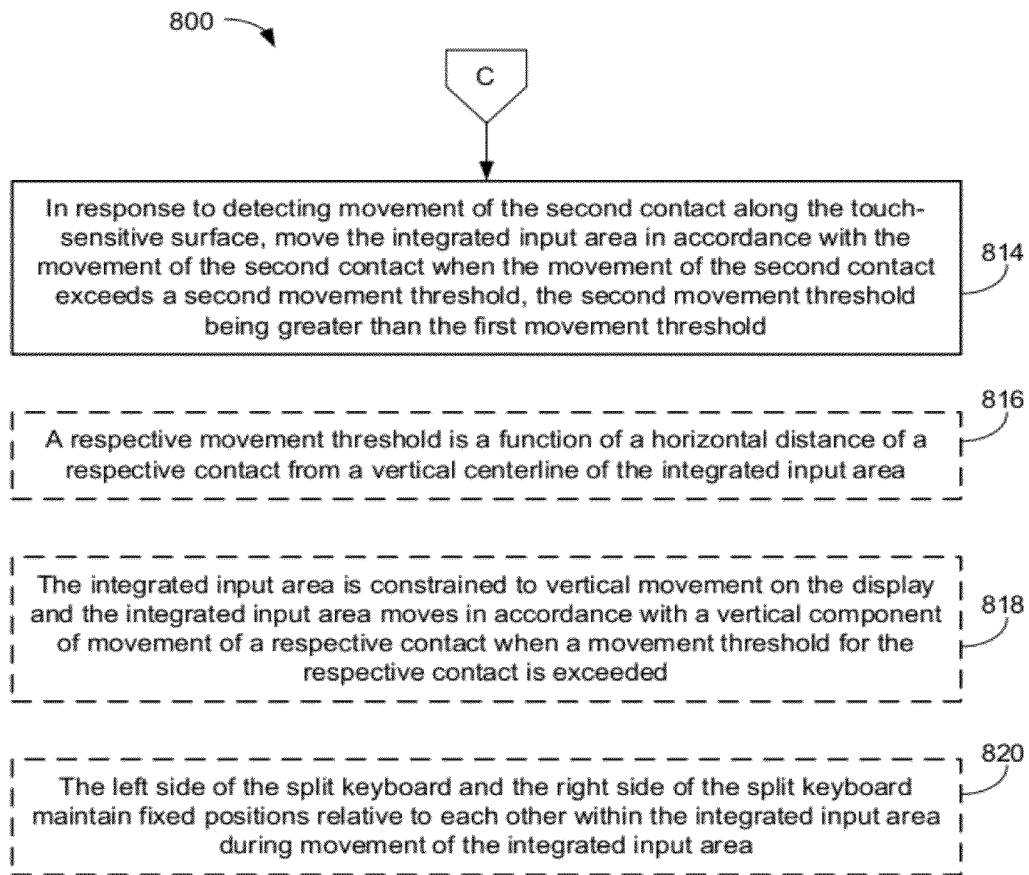 800
C
In response to detecting movement of the second contact along the touch-
sensitive surface, move the integrated input area in accordance with the
movement of the second contact when the movement of the second contact
exceeds a second movement threshold, the second movement threshold
being greater than the first movement threshold
814
816
A respective movement threshold is a function of a horizontal distance of a
respective contact from a vertical centerline of the integrated input area
The integrated input area is constrained to vertical movement on the display
and the integrated input area moves in accordance with a vertical component
of movement of a respective contact when a movement threshold for the
respective contact is exceeded
818
820
The left side of the split keyboard and the right side of the split keyboard
maintain fixed positions relative to each other within the integrated input area
during movement of the integrated input area